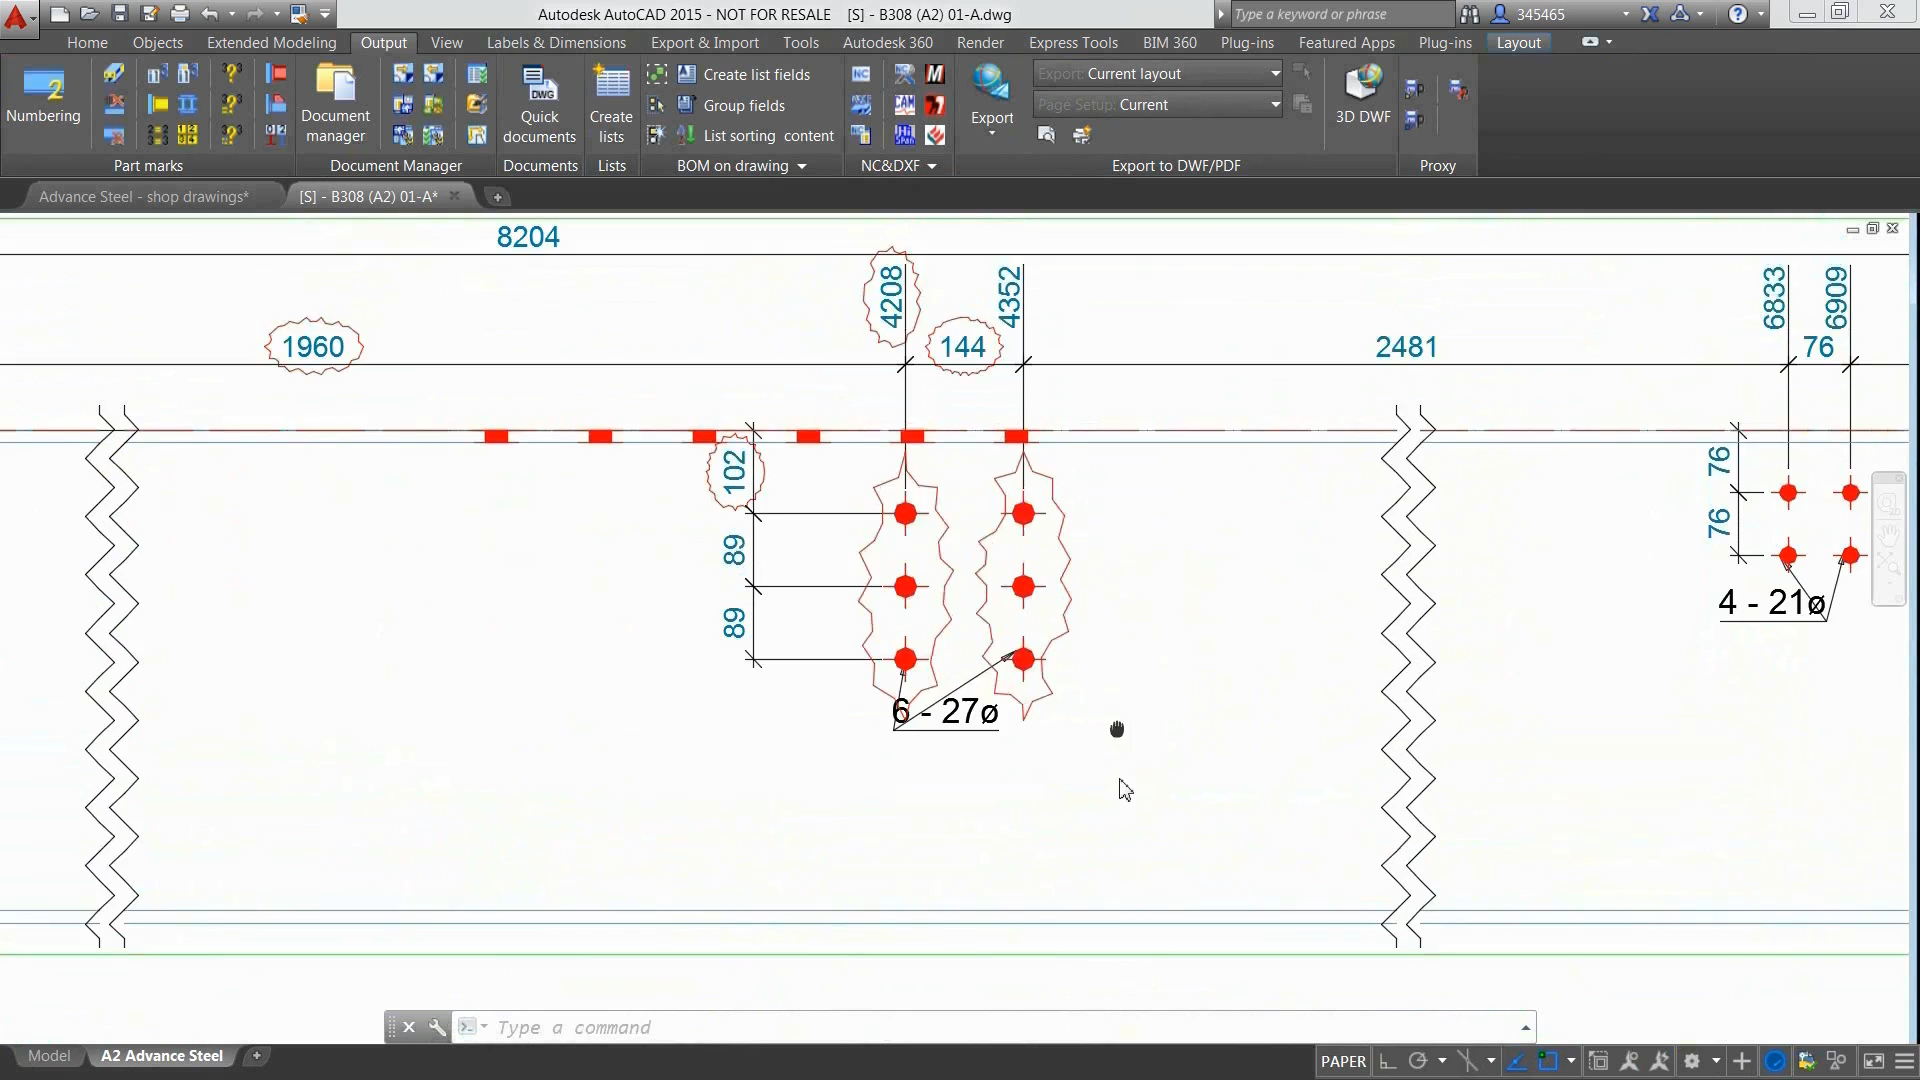 Autodesk AutoCAD 2015 - NOT FOR RESALE [S] - B308 (A2) 01-A.dwg
Type a keyword or phrase
345465
Home Objects Extended Modeling Output View Labels & Dimensions Export & Import Tools Autodesk 360 Render Express Tools BIM 360 Plug-ins Featured Apps Plug-ins Layout
Numbering
Document manager
Quick documents
Create lists
Create list fields
Group fields
List sorting content
Export
Export: Current layout
Page Setup: Current
3D DWF
Part marks Document Manager Documents Lists BOM on drawing NC&DXF Export to DWF/PDF Proxy
Advance Steel - shop drawings* [S] - B308 (A2) 01-A*
8204
4208
4352
6833
6909
1960
144
2481
76
102
89
89
76
76
6 - 27ø
4 - 21ø
Type a command
Model A2 Advance Steel
PAPER